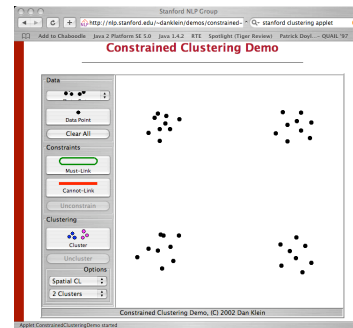 Stanford NLP Group
http://nlp.stanford.edu/~danklein/demos/constrained-
Q- stanford clustering applet
Add to Chaboodle Java 2 Platform SE 5.0 Java 1.4.2 RTE Spotlight (Tiger Review) Patrick Doyl...- QUAIL '97
Constrained Clustering Demo
Data
Data Point
Clear All
Constraints
Must-Link
Cannot-Link
Unconstrain
Clustering
Cluster
Uncluster
Options
Spatial CL
2 Clusters
Constrained Clustering Demo, (C) 2002 Dan Klein
Applet ConstrainedClusteringDemo started